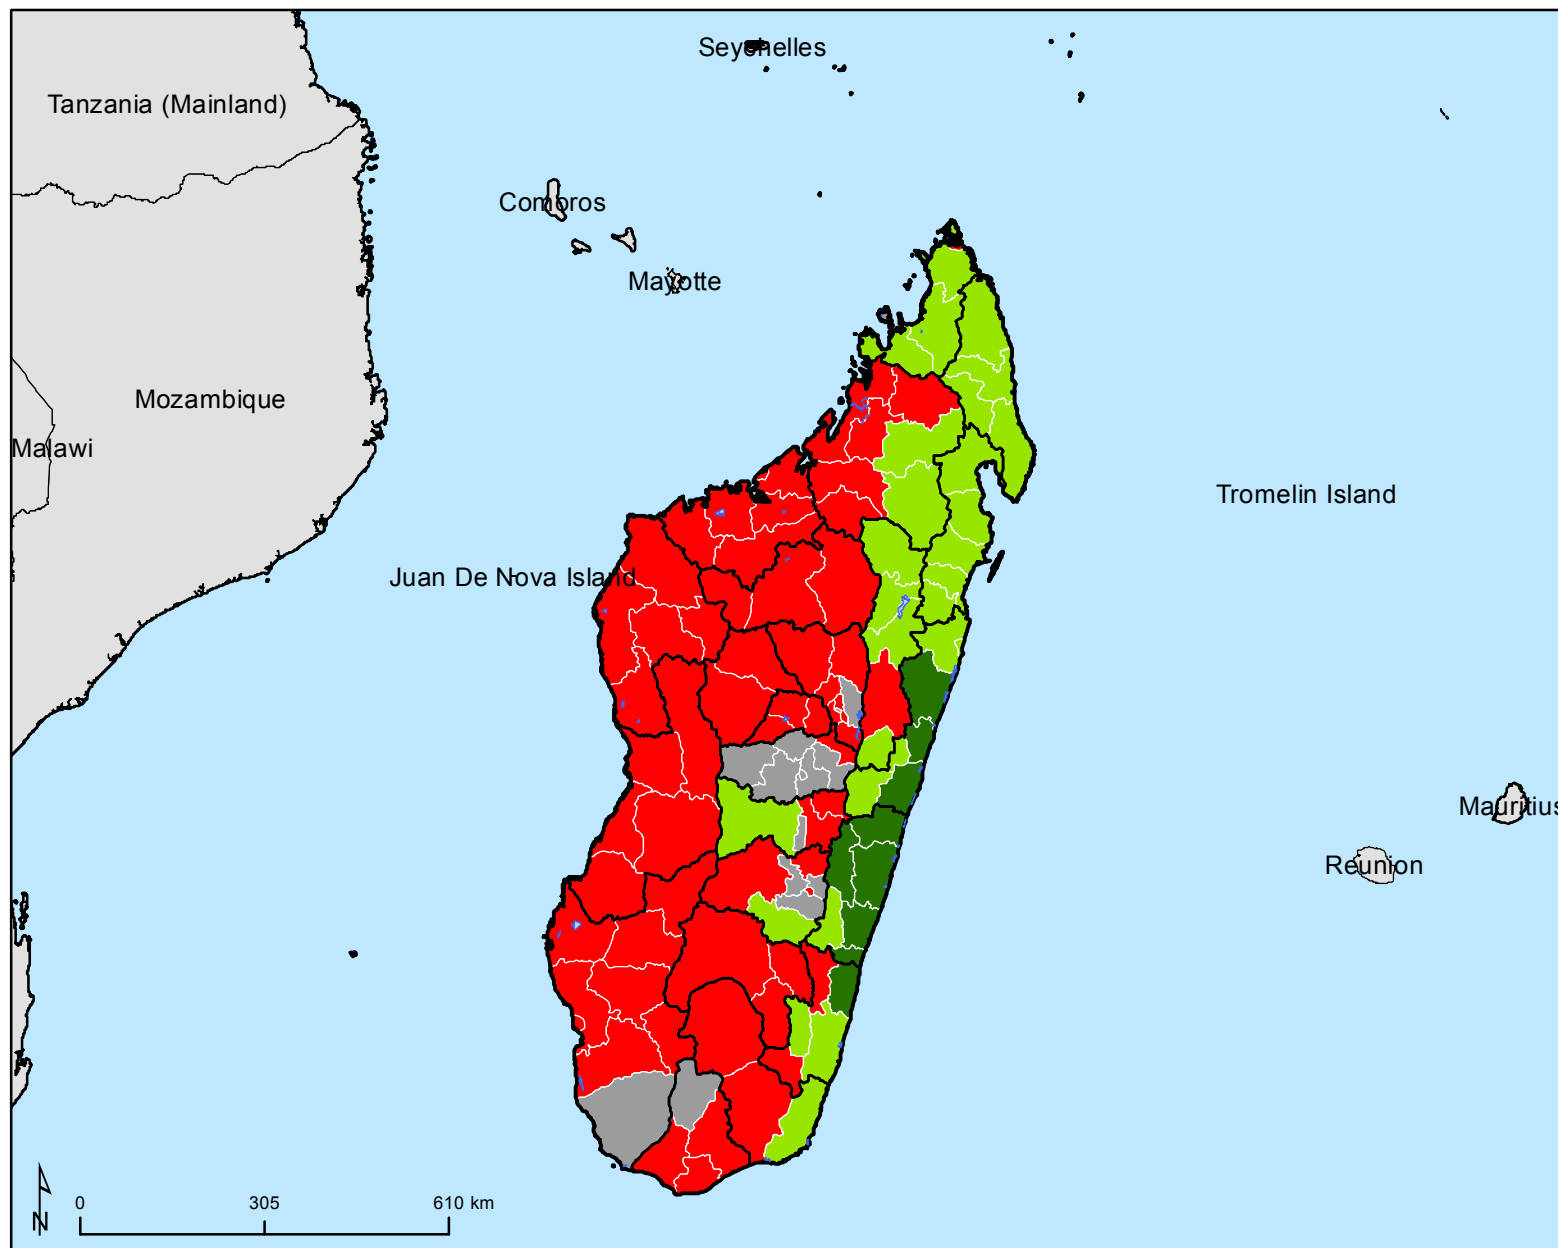 Seychelles
Tanzania (Mainland)
Comoros
Mayotte
Mozambique
Malawi
Tromelin Island
Juan De Nova Island
Mauritius
Reunion
0 305 610 km
N